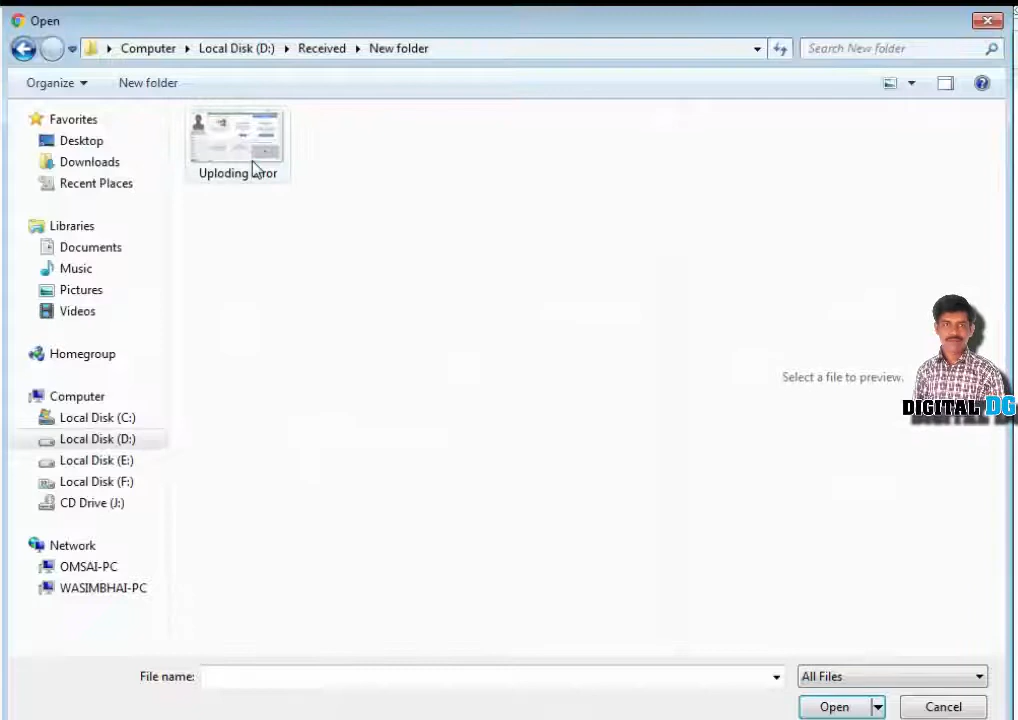 Open
Computer Local Disk (D:) Received New folder
Search New folder
Organize New folder
Favorites
Desktop
Downloads
Recent Places
Libraries
Documents
Music
Pictures
Videos
Homegroup
Computer
Local Disk (C:)
Local Disk (D:)
Local Disk (E:)
Local Disk (F:)
CD Drive (J:)
Network
OMSAI-PC
WASIMBHAI-PC
Uploding Error
Select a file to preview.
DIGITAL DG
File name:
All Files
Open
Cancel